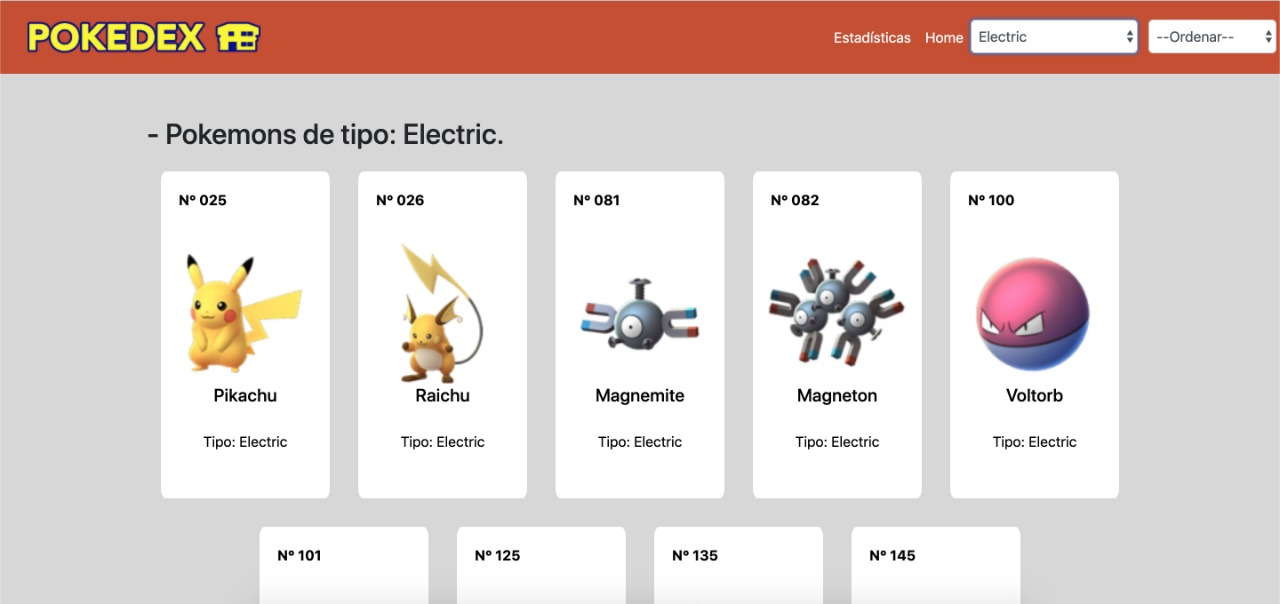 POKEDEX
Estadísticas Home Electric --Ordenar--
- Pokemons de tipo: Electric.
Nº 025 Nº 026 Nº 081 Nº 082 Nº 100
Pikachu Raichu Magnemite Magneton Voltorb
Tipo: Electric Tipo: Electric Tipo: Electric Tipo: Electric Tipo: Electric
Nº 101 Nº 125 Nº 135 Nº 145